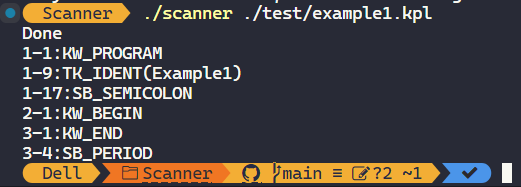 Scanner ./scanner ./test/example1.kpl
Done
1-1:KW_PROGRAM
1-9:TK_IDENT(Example1)
1-17:SB_SEMICOLON
2-1:KW_BEGIN
3-1:KW_END
3-4:SB_PERIOD
Dell Scanner main ≡ ?2 ~1